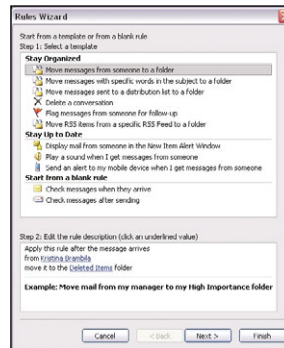 Rules Wizard
Start from a template or from a blank rule
Step 1: Select a template
Stay Organized
Move messages from someone to a folder
Move messages with specific words in the subject to a folder
Move messages sent to a distribution list to a folder
Delete a conversation
Flag messages from someone for follow-up
Move RSS items from a specific RSS Feed to a folder
Stay Up to Date
Display mail from someone in the New Item Alert Window
Play a sound when I get messages from someone
Send an alert to my mobile device when I get messages from someone
Start from a blank rule
Check messages when they arrive
Check messages after sending
Step 2: Edit the rule description (click an underlined value)
Apply this rule after the message arrives
from Kristina Brambila
move it to the Deleted Items folder
Example: Move mail from my manager to my High Importance folder
Cancel < Back Next > Finish